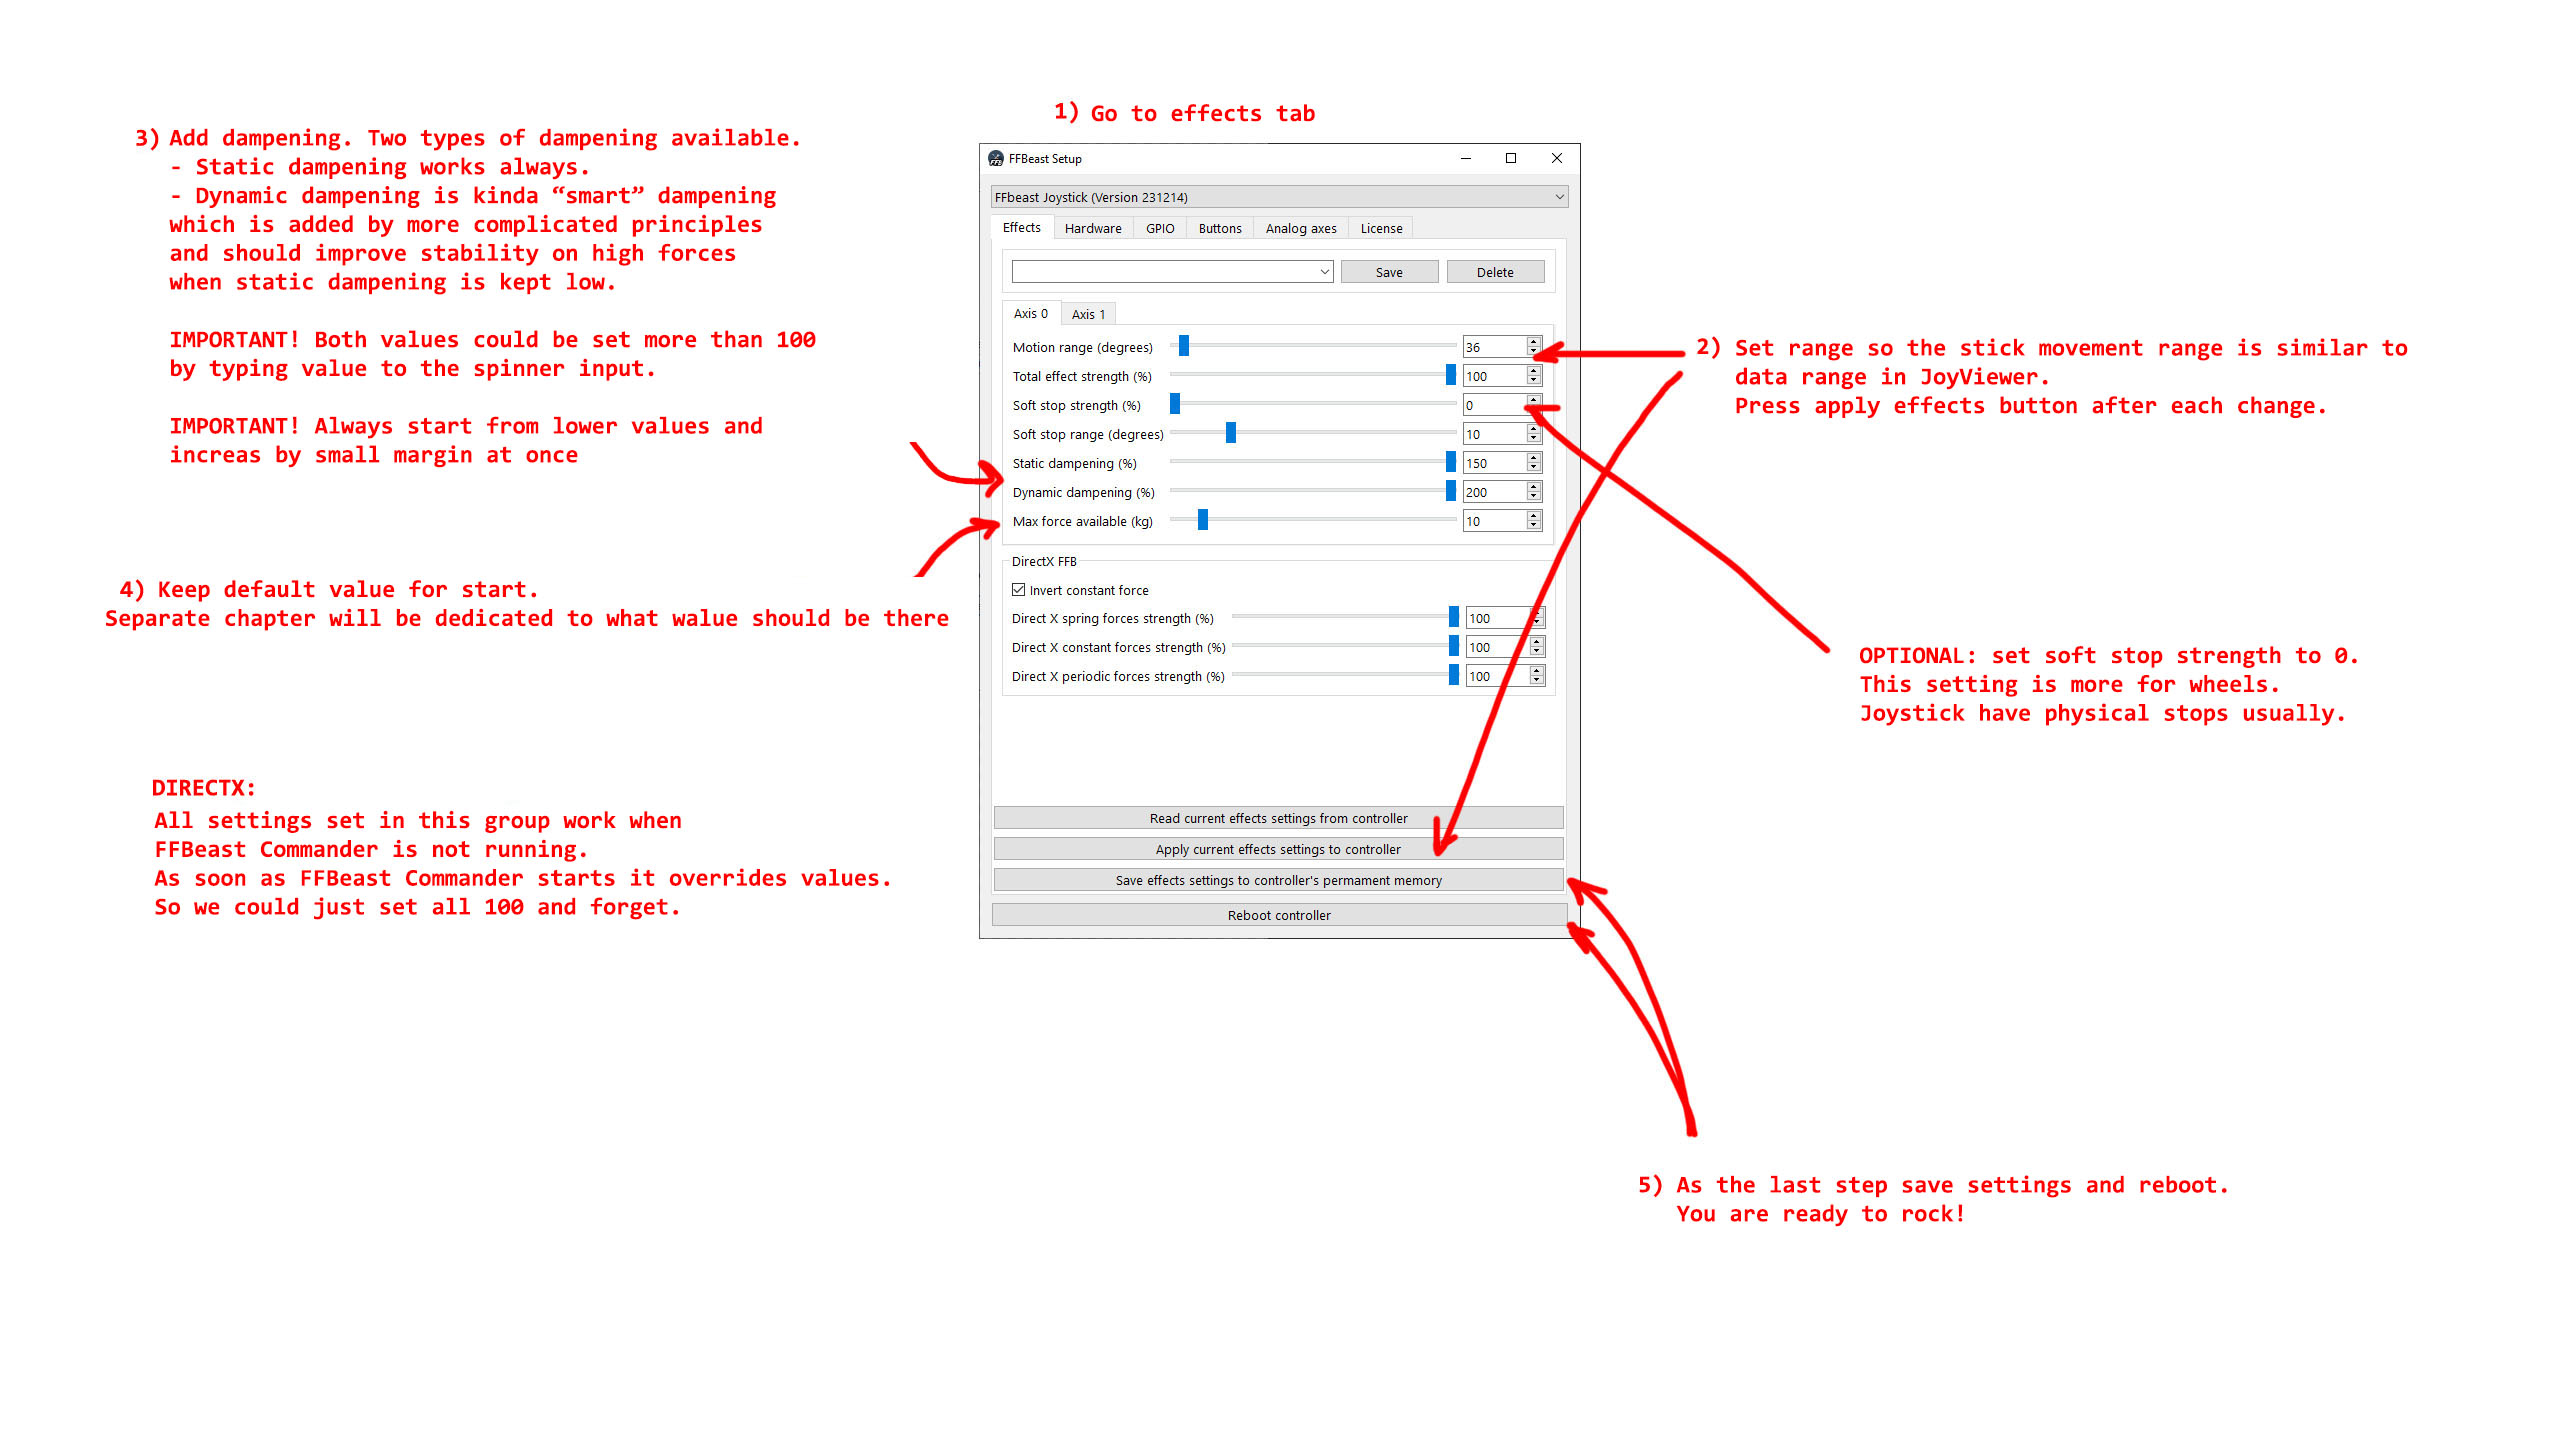 1) Go to effects tab
3) Add dampening. Two types of dampening available.
- Static dampening works always.
- Dynamic dampening is kinda “smart” dampening
which is added by more complicated principles
and should improve stability on high forces
when static dampening is kept low.
IMPORTANT! Both values could be set more than 100
by typing value to the spinner input.
IMPORTANT! Always start from lower values and
increas by small margin at once
4) Keep default value for start.
Separate chapter will be dedicated to what walue should be there
DIRECTX:
All settings set in this group work when
FFBeast Commander is not running.
As soon as FFBeast Commander starts it overrides values.
So we could just set all 100 and forget.
FFB
FFBeast Setup
FFbeast Joystick (Version 231214)
Effects Hardware GPIO Buttons Analog axes License
Save Delete
Axis 0 Axis 1
Motion range (degrees) 36
Total effect strength (%) 100
Soft stop strength (%) 0
Soft stop range (degrees) 10
Static dampening (%) 150
Dynamic dampening (%) 200
Max force available (kg) 10
DirectX FFB
Invert constant force
Direct X spring forces strength (%) 100
Direct X constant forces strength (%) 100
Direct X periodic forces strength (%) 100
Read current effects settings from controller
Apply current effects settings to controller
Save effects settings to controller's permament memory
Reboot controller
2) Set range so the stick movement range is similar to
data range in JoyViewer.
Press apply effects button after each change.
OPTIONAL: set soft stop strength to 0.
This setting is more for wheels.
Joystick have physical stops usually.
5) As the last step save settings and reboot.
You are ready to rock!